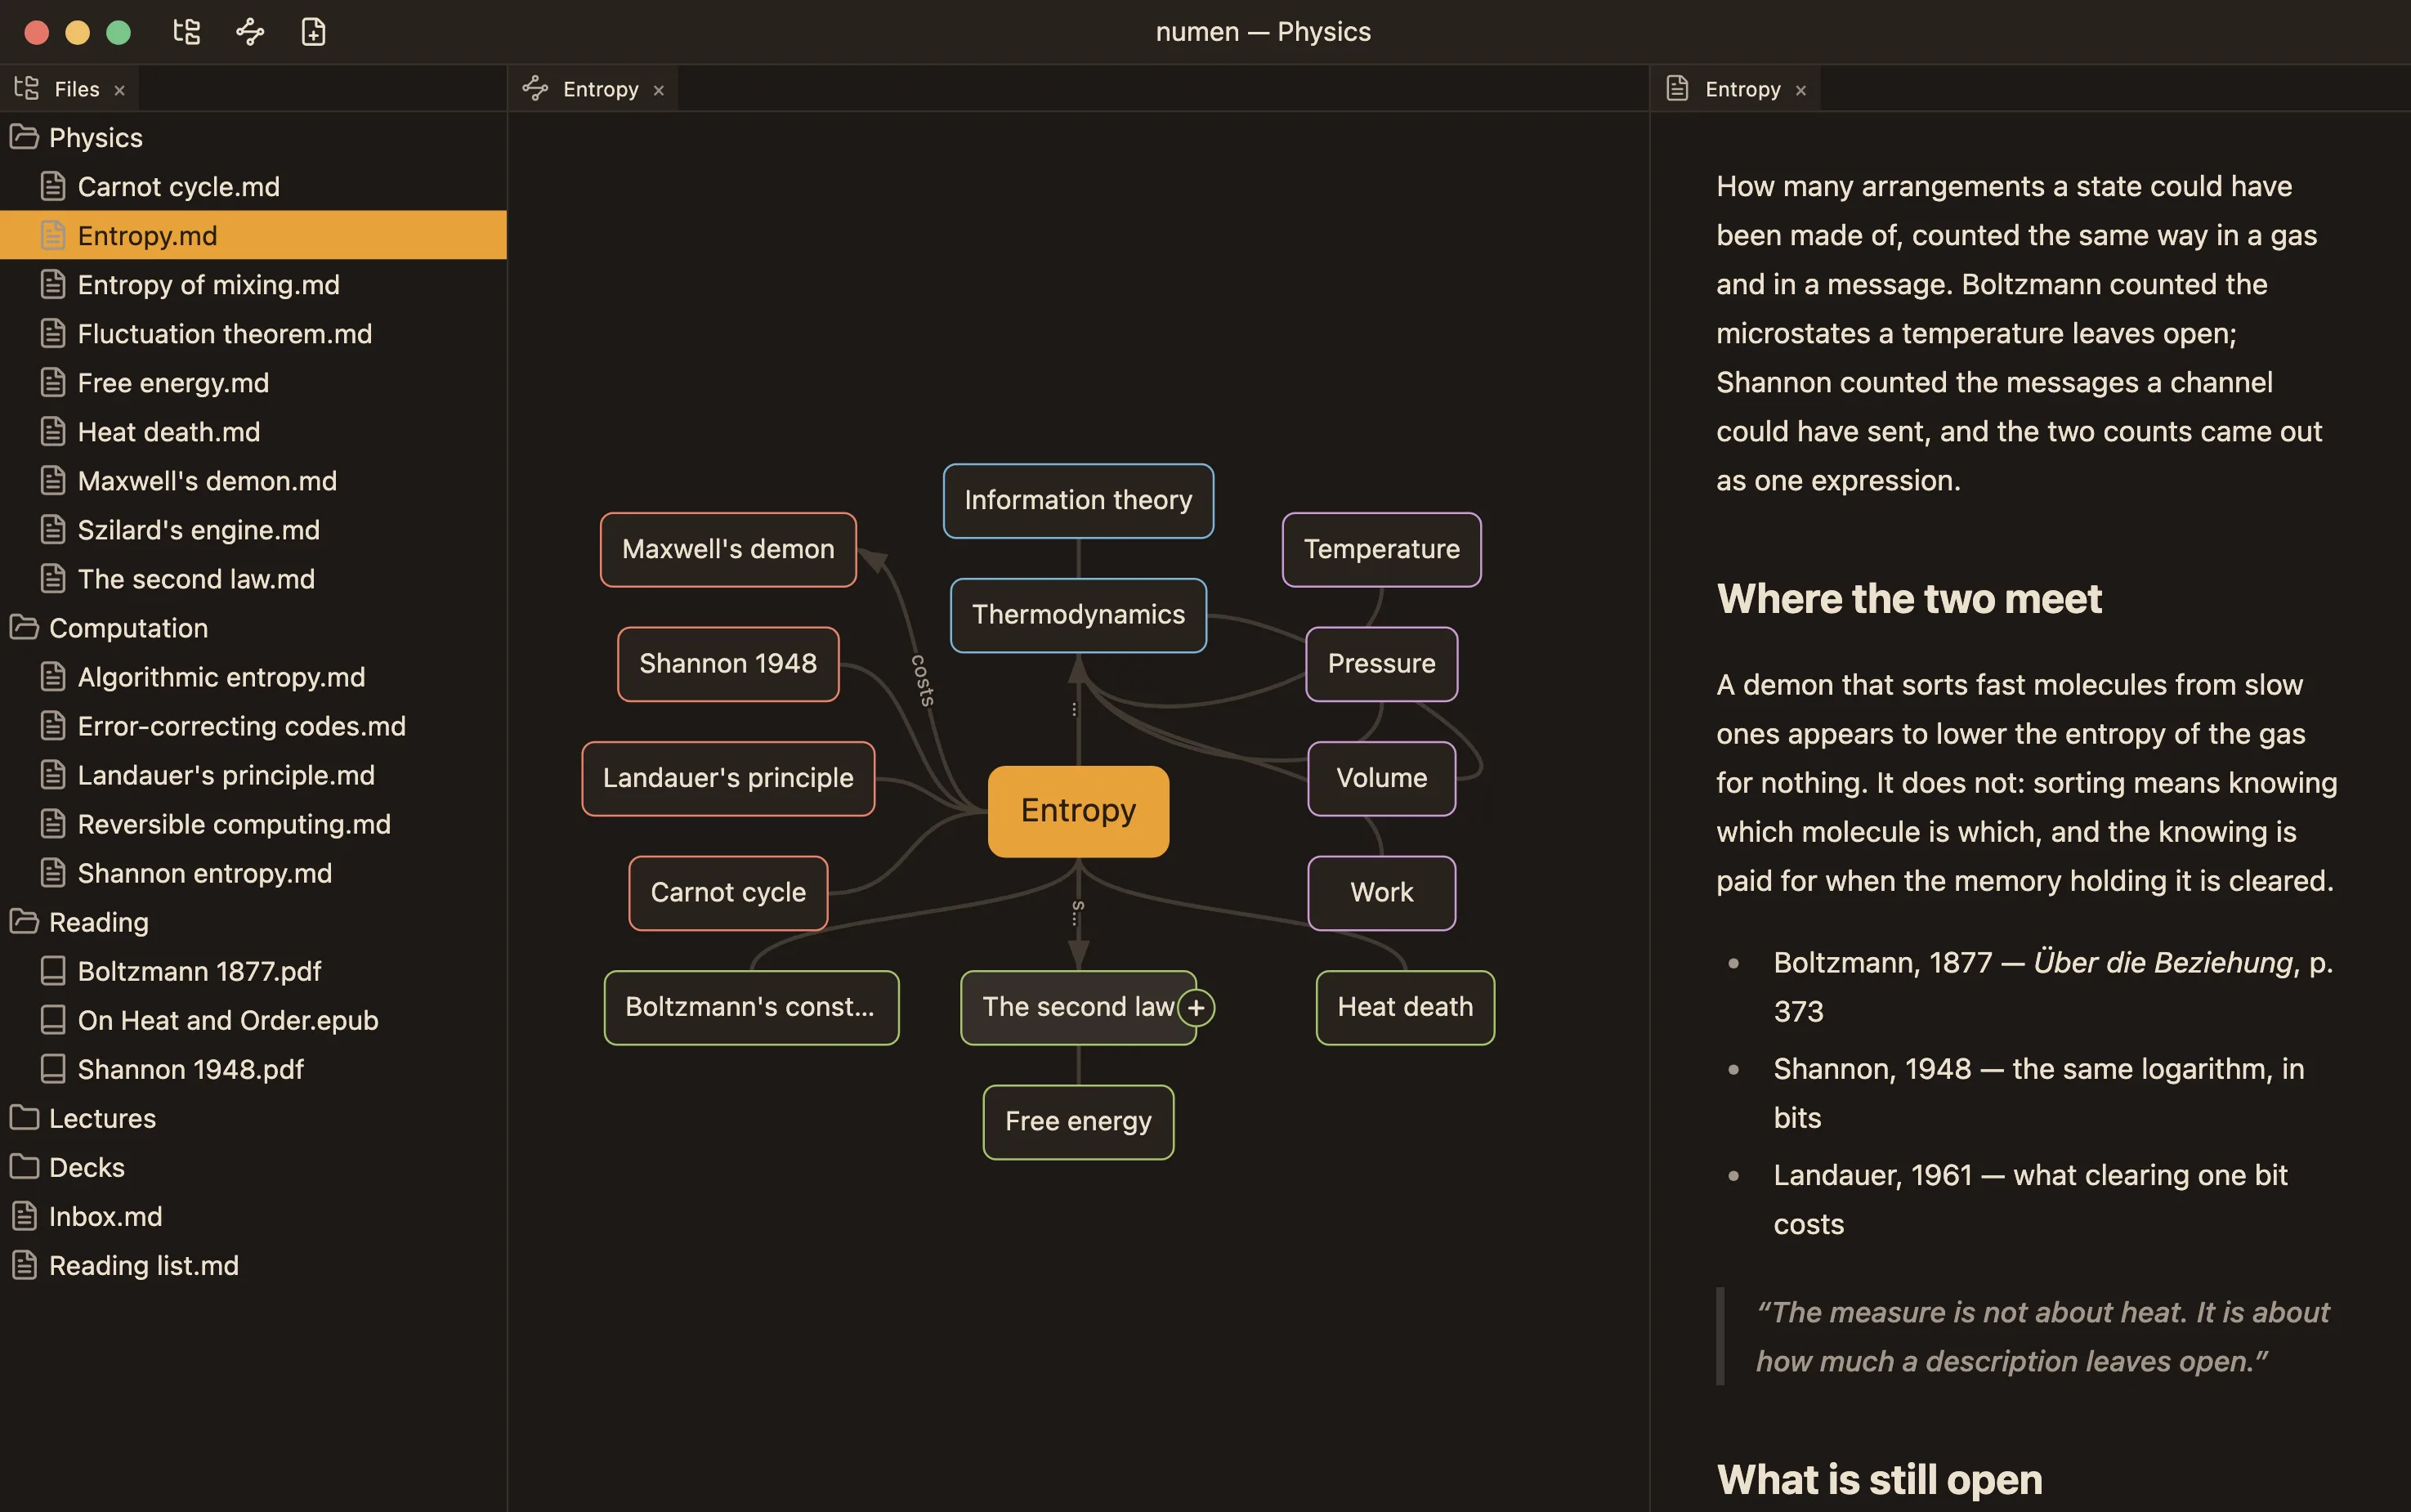 numen — Physics
Files
Entropy
Entropy
Physics
Carnot cycle.md
Entropy.md
Entropy of mixing.md
Fluctuation theorem.md
Free energy.md
Heat death.md
Maxwell's demon.md
Szilard's engine.md
The second law.md
Computation
Algorithmic entropy.md
Error-correcting codes.md
Landauer's principle.md
Reversible computing.md
Shannon entropy.md
Reading
Boltzmann 1877.pdf
On Heat and Order.epub
Shannon 1948.pdf
Lectures
Decks
Inbox.md
Reading list.md
Information theory
Maxwell's demon
Temperature
Thermodynamics
Shannon 1948
Pressure
costs
...
Landauer's principle
Volume
Entropy
Carnot cycle
Work
s...
Boltzmann's const...
The second law
Heat death
Free energy
How many arrangements a state could have
been made of, counted the same way in a gas
and in a message. Boltzmann counted the
microstates a temperature leaves open;
Shannon counted the messages a channel
could have sent, and the two counts came out
as one expression.
Where the two meet
A demon that sorts fast molecules from slow
ones appears to lower the entropy of the gas
for nothing. It does not: sorting means knowing
which molecule is which, and the knowing is
paid for when the memory holding it is cleared.
• Boltzmann, 1877 — Über die Beziehung, p.
373
• Shannon, 1948 — the same logarithm, in
bits
• Landauer, 1961 — what clearing one bit
costs
“The measure is not about heat. It is about
how much a description leaves open.”
What is still open